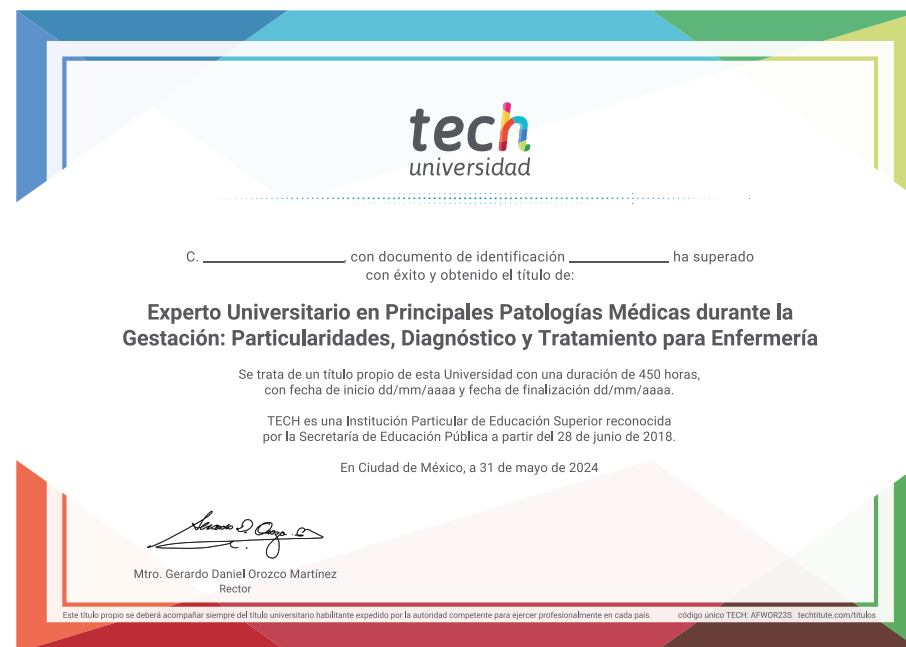 tech
universidad
C. ____________, con documento de identificación ____________ ha superado
con éxito y obtenido el título de:
Experto Universitario en Principales Patologías Médicas durante la
Gestación: Particularidades, Diagnóstico y Tratamiento para Enfermería
Se trata de un título propio de esta Universidad con una duración de 450 horas,
con fecha de inicio dd/mm/aaaa y fecha de finalización dd/mm/aaaa.
TECH es una Institución Particular de Educación Superior reconocida
por la Secretaría de Educación Pública a partir del 28 de junio de 2018.
En Ciudad de México, a 31 de mayo de 2024
Mtro. Gerardo Daniel Orozco Martínez
Rector
Este título propio se deberá acompañar siempre del título universitario habilitante expedido por la autoridad competente para ejercer profesionalmente en cada país. código único TECH: AFWOR23S techtitute.com/titulos